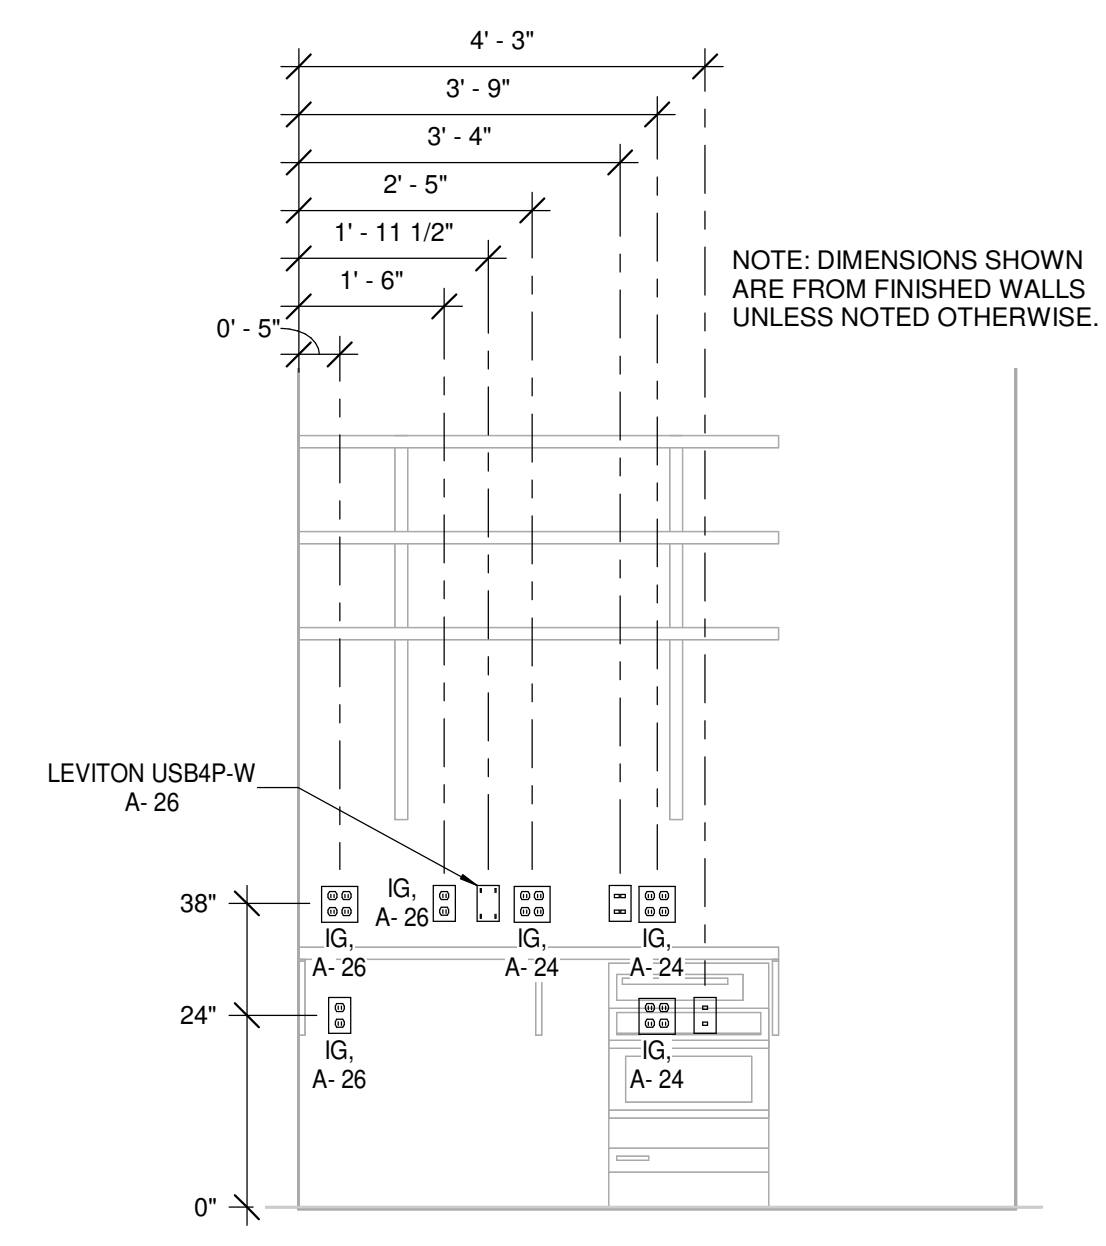 4' - 3"
3' - 9"
3' - 4"
2' - 5"
1' - 11 1/2"
1' - 6"
0' - 5"
NOTE: DIMENSIONS SHOWN
ARE FROM FINISHED WALLS
UNLESS NOTED OTHERWISE.
LEVITON USB4P-W
A- 26
38"
IG,
A- 26
IG,
A- 26
IG,
A- 24
IG,
A- 24
24"
IG,
A- 26
IG,
A- 24
0"